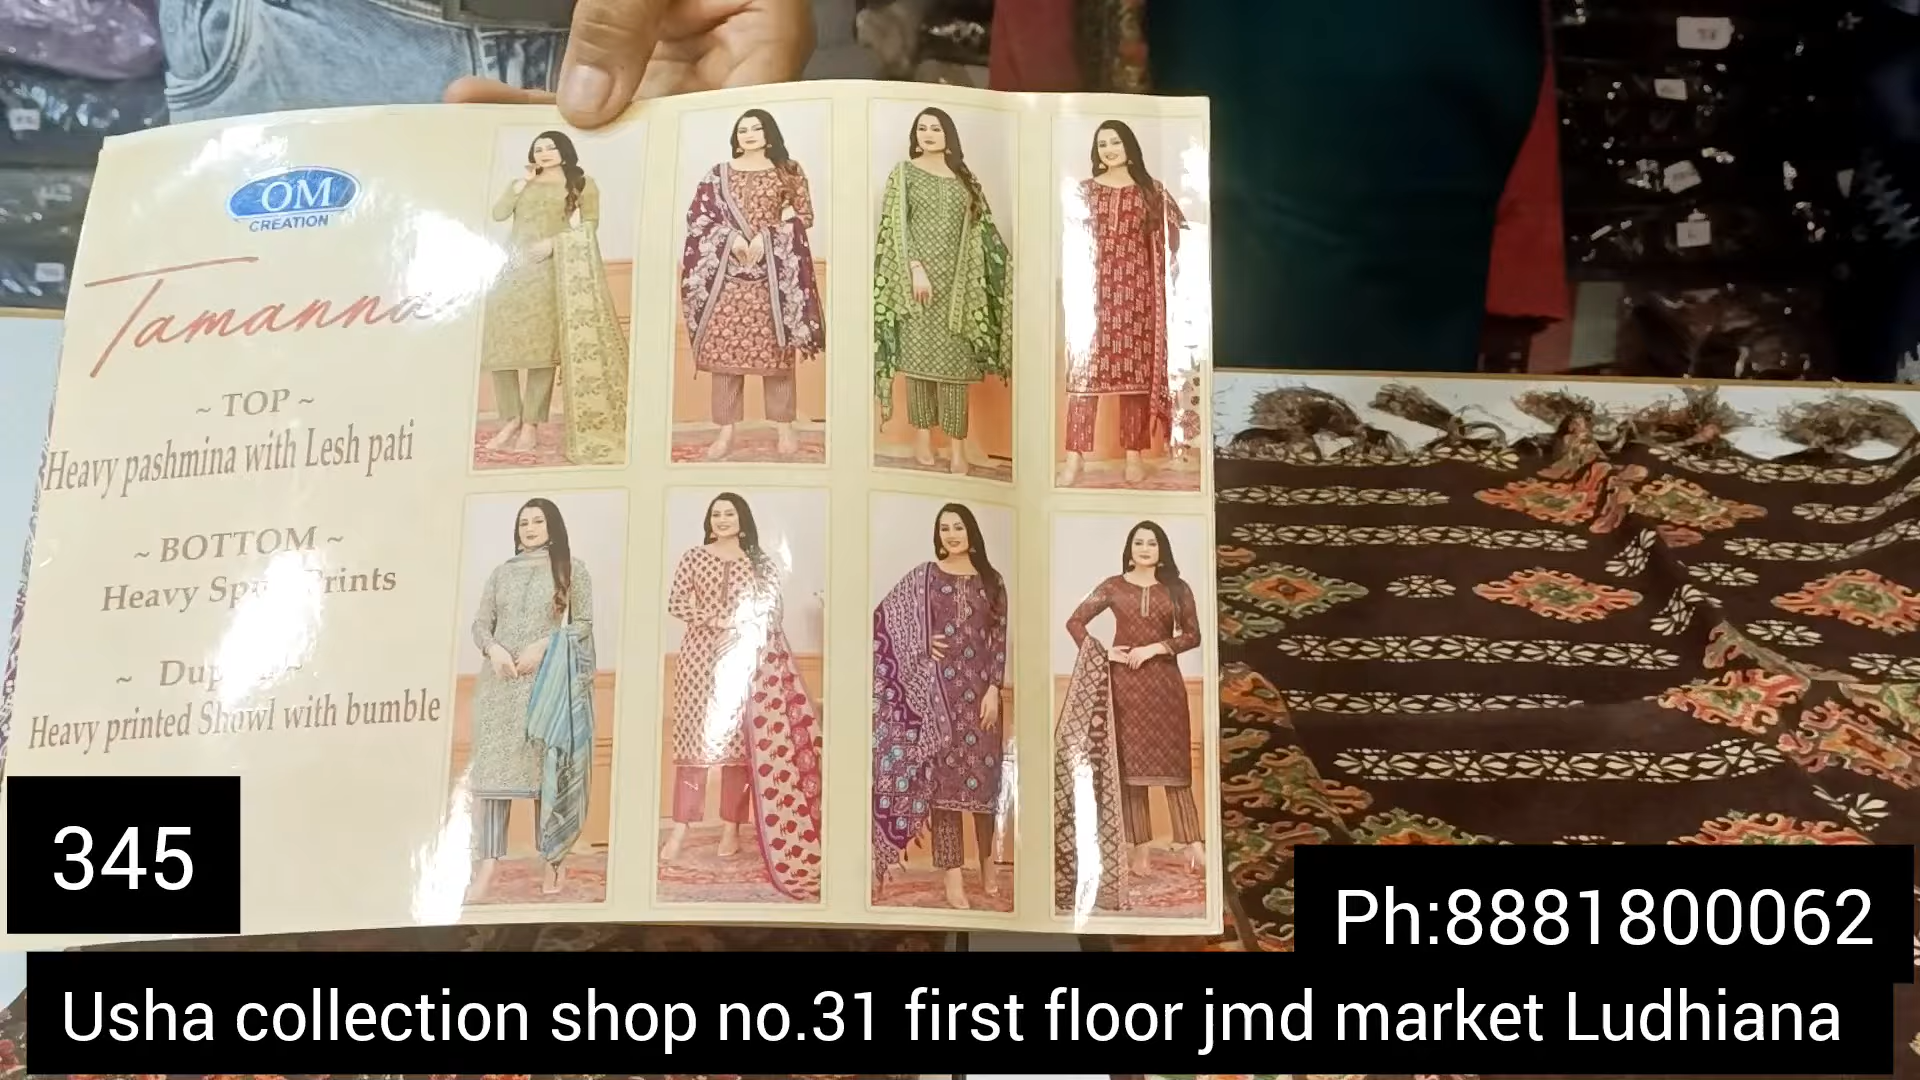 OM
CREATION
Tamanna
~ TOP ~
Heavy pashmina with Lesh pati
~ BOTTOM ~
Heavy Prints
~
Heavy printed Showl with bumble
345
Ph:8881800062
Usha collection shop no.31 first floor jmd market Ludhiana